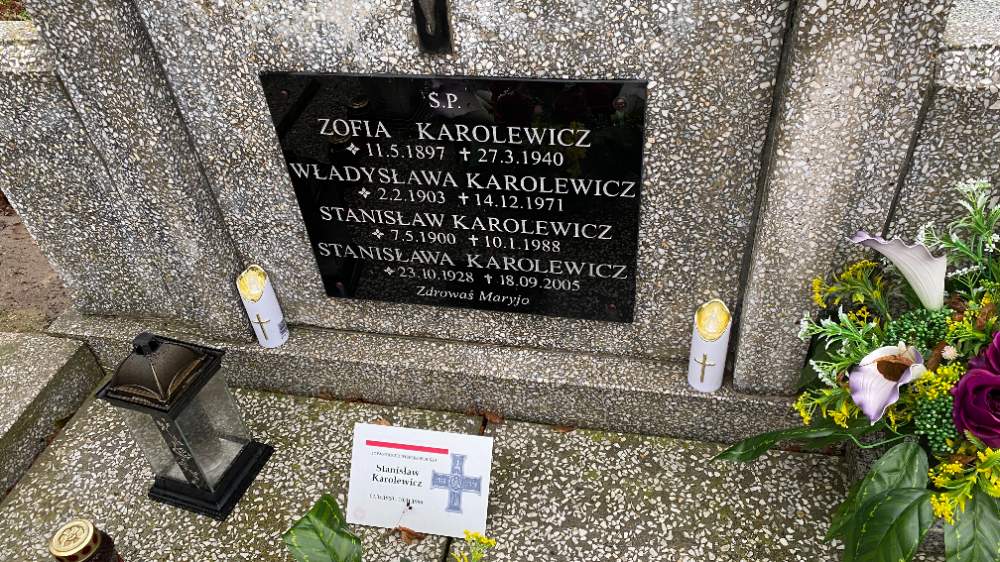 Ś.P.
ZOFIA KAROLEWICZ
11.5.1897 ✝ 27.3.1940
WŁADYSŁAWA KAROLEWICZ
2.2.1903 ✝ 14.12.1971
STANISŁAW KAROLEWICZ
7.5.1900 ✝ 10.1.1988
STANISŁAWA KAROLEWICZ
23.10.1928 ✝ 18.09.2005
Zdrowaś Maryjo
Stanisław
Karolewicz